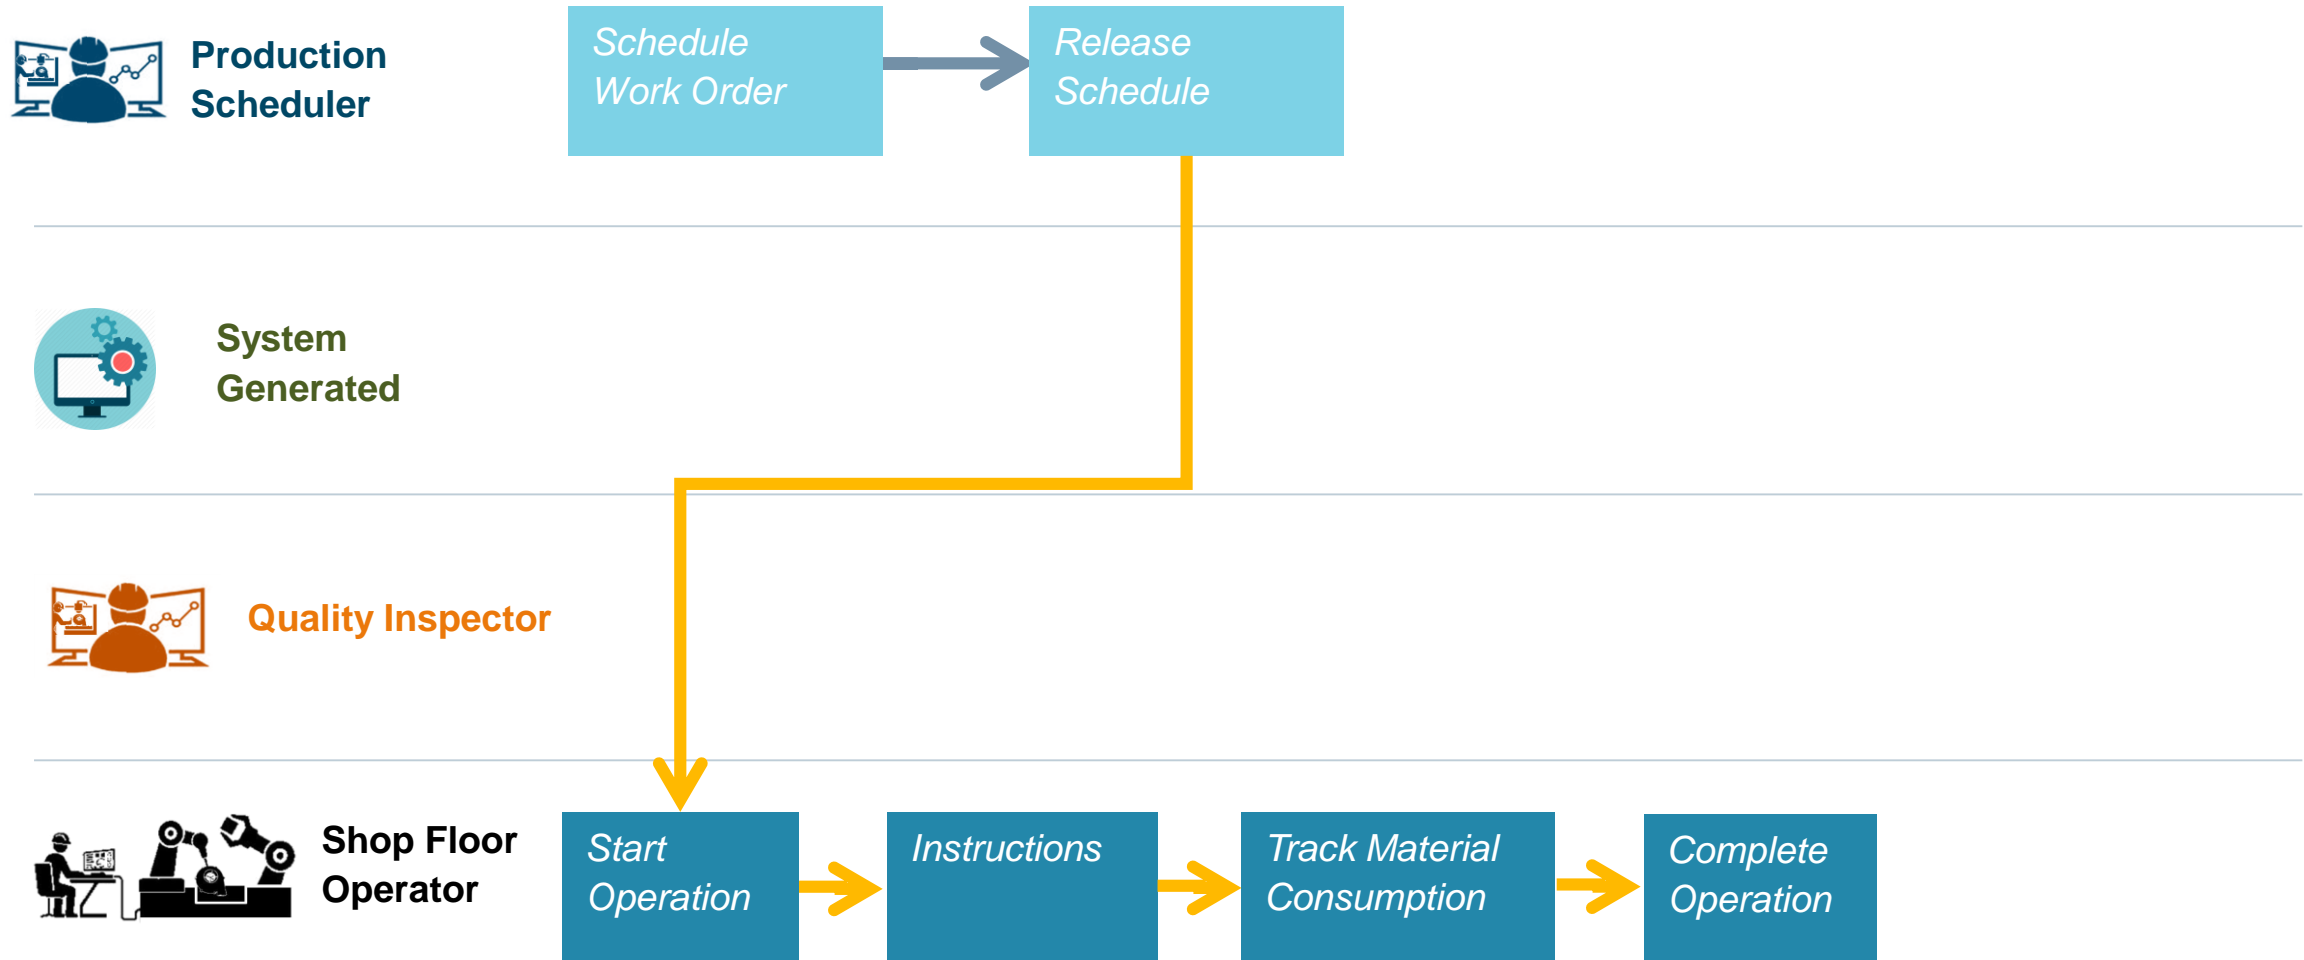 Production
Scheduler
Schedule
Work Order
Release
Schedule
System
Generated
Quality Inspector
Shop Floor
Operator
Start
Operation
Instructions
Track Material
Consumption
Complete
Operation